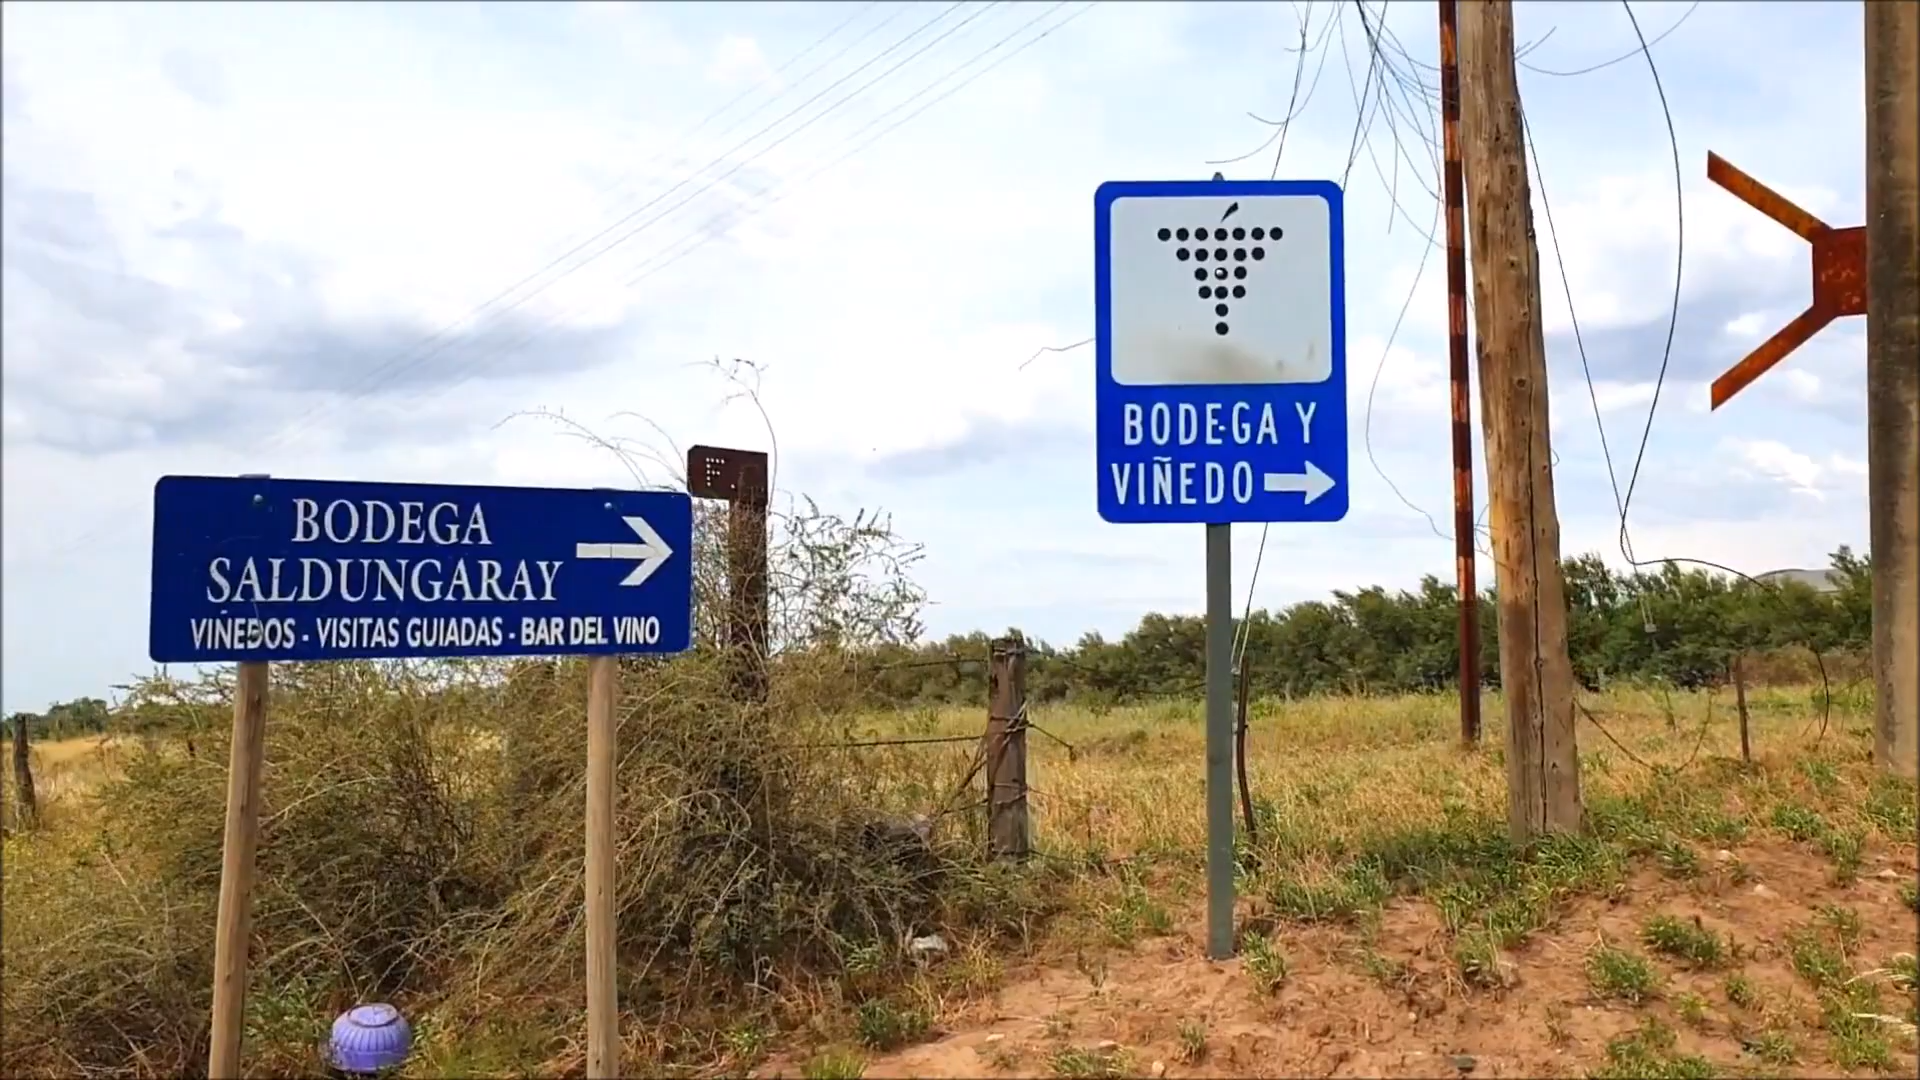 BODEGA
SALDUNGARAY
VIÑEDOS - VISITAS GUIADAS - BAR DEL VINO
BODEGA Y
VIÑEDO